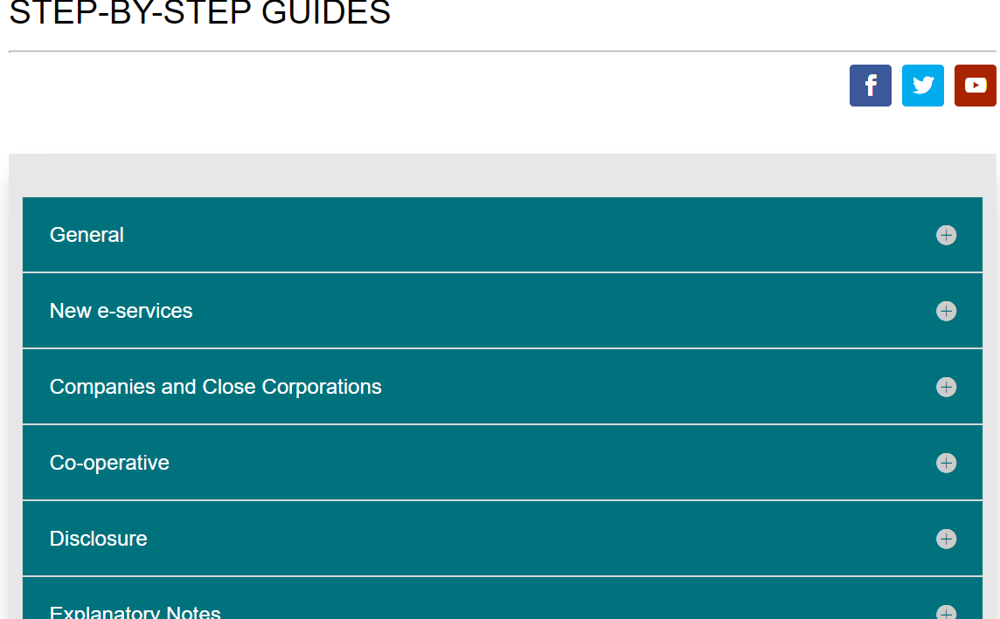 STEP-BY-STEP GUIDES
General
New e-services
Companies and Close Corporations
Co-operative
Disclosure
Explanatory Notes